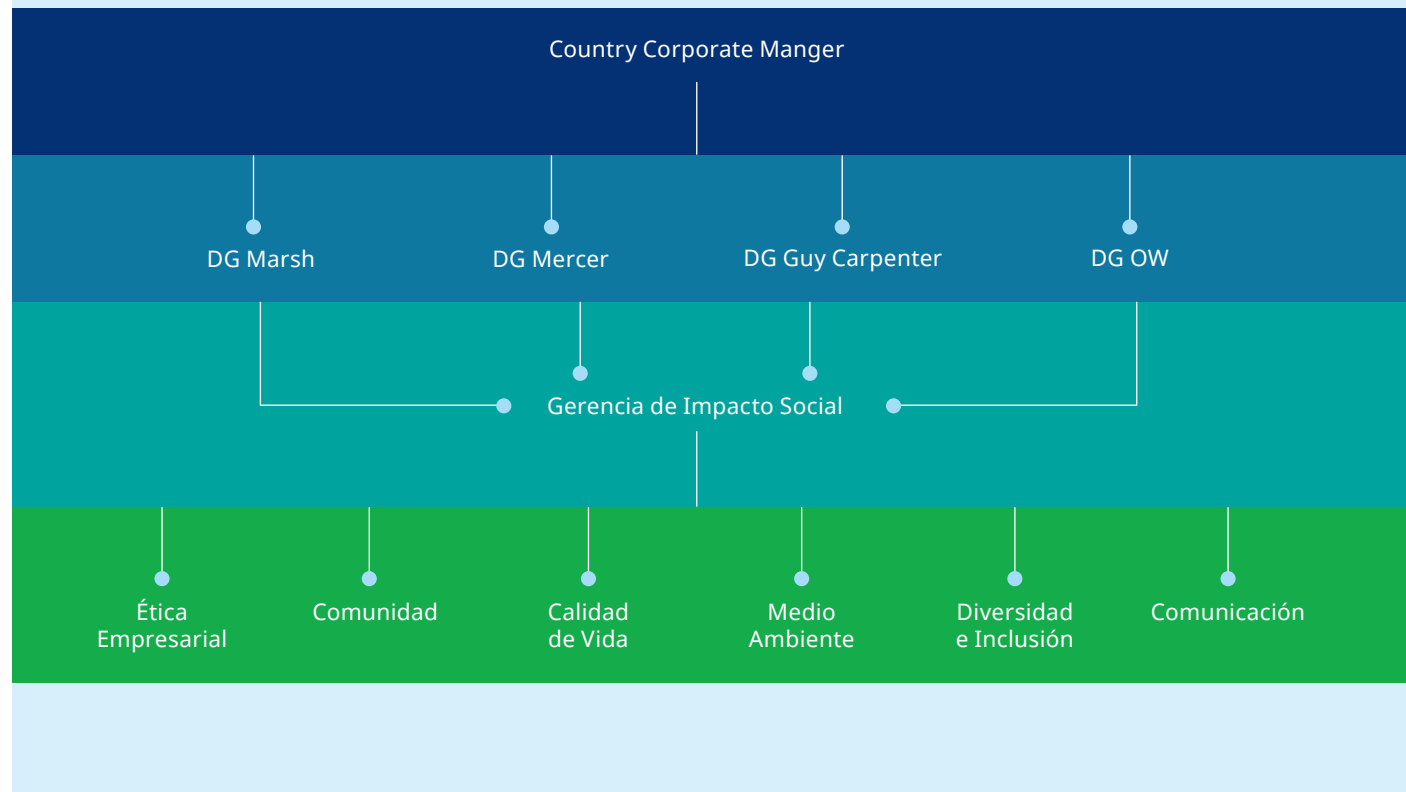 Country Corporate Manger
DG Marsh
DG Mercer
DG Guy Carpenter
DG OW
Gerencia de Impacto Social
Ética
Empresarial
Comunidad
Calidad
de Vida
Medio
Ambiente
Diversidad
e Inclusión
Comunicación